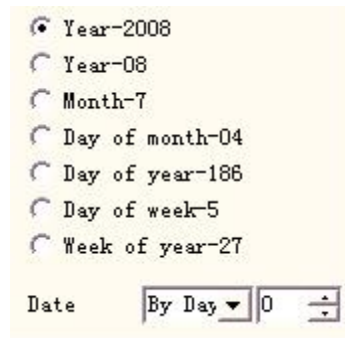 Year-2008
Year-08
Month-7
Day of month-04
Day of year-186
Day of week-5
Week of year-27
Date By Day 0